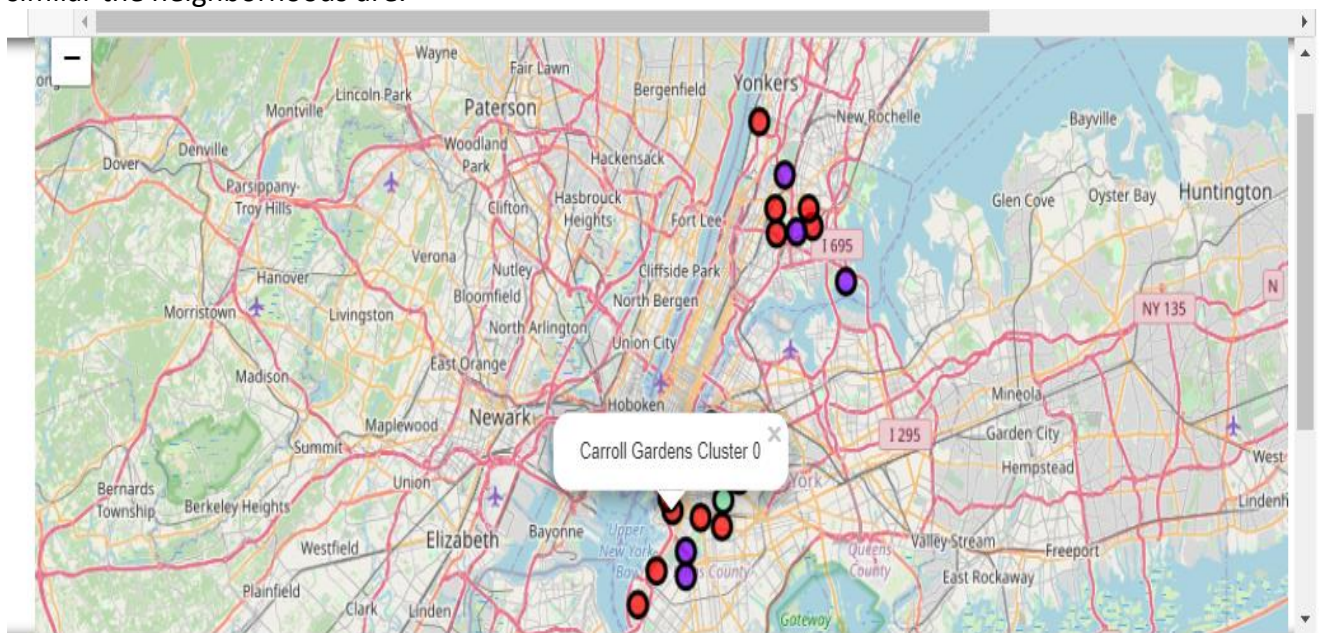 similar the neighborhoods are.
−
Wayne
Fair Lawn
Yonkers
Bergenfield
Lincoln Park
Montville
Paterson
New Rochelle
Bayville
Denville
Woodland
Park
Dover
Hackensack
Parsippany-
Troy Hills
Hasbrouck
Heights
Clifton
Fort Lee
Glen Cove
Oyster Bay
Huntington
I 695
Verona
Nutley
Cliffside Park
Hanover
Bloomfield
North Bergen
N
NY 135
Morristown
Livingston
North Arlington
Union City
East Orange
Madison
Mineola
Hoboken
Newark
Maplewood
Carroll Gardens Cluster 0
×
I 295
Garden City
Summit
West
Hempstead
Union
York
Bernards
Township
Berkeley Heights
Lindenh
Elizabeth
Bayonne
Upper
New York
Bay
Westfield
Queens
County
Valley Stream
Freeport
s County
East Rockaway
Plainfield
Clark
Linden
Gateway